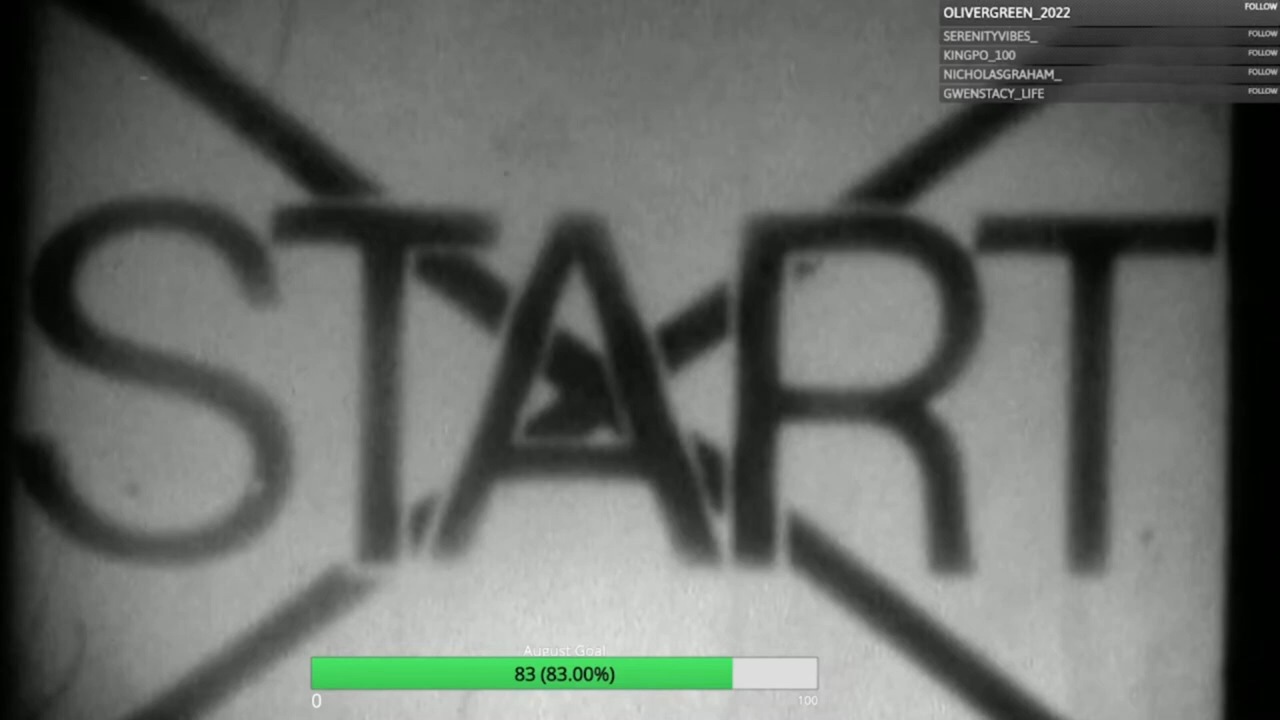 OLIVERGREEN_2022 FOLLOW
SERENITYVIBES_ FOLLOW
KINGPO_100 FOLLOW
NICHOLASGRAHAM_ FOLLOW
GWENSTACY_LIFE FOLLOW
START
August Goal
83 (83.00%)
0 100